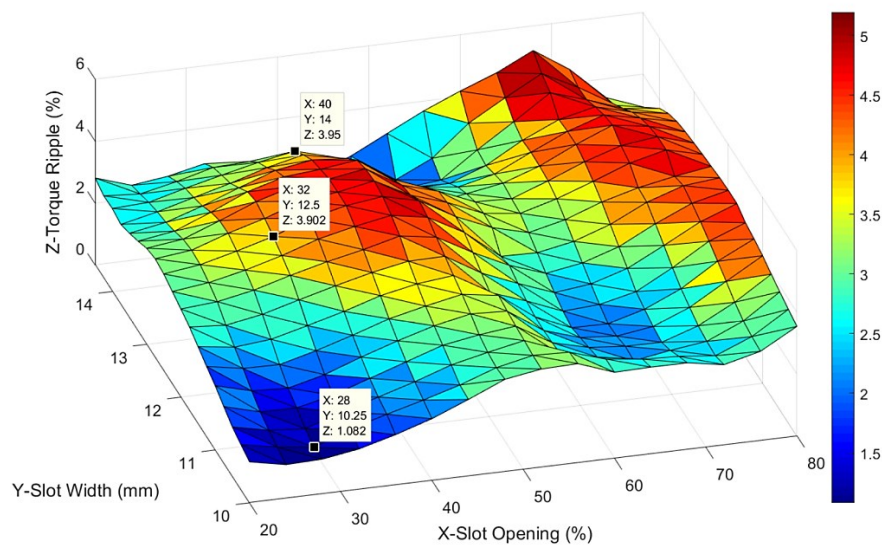 6
4
2
0
Z-Torque Ripple (%)
X: 40
Y: 14
Z: 3.95
X: 32
Y: 12.5
Z: 3.902
X: 28
Y: 10.25
Z: 1.082
14
13
12
11
10
Y-Slot Width (mm)
20
30
40
50
60
70
80
X-Slot Opening (%)
5
4.5
4
3.5
3
2.5
2
1.5